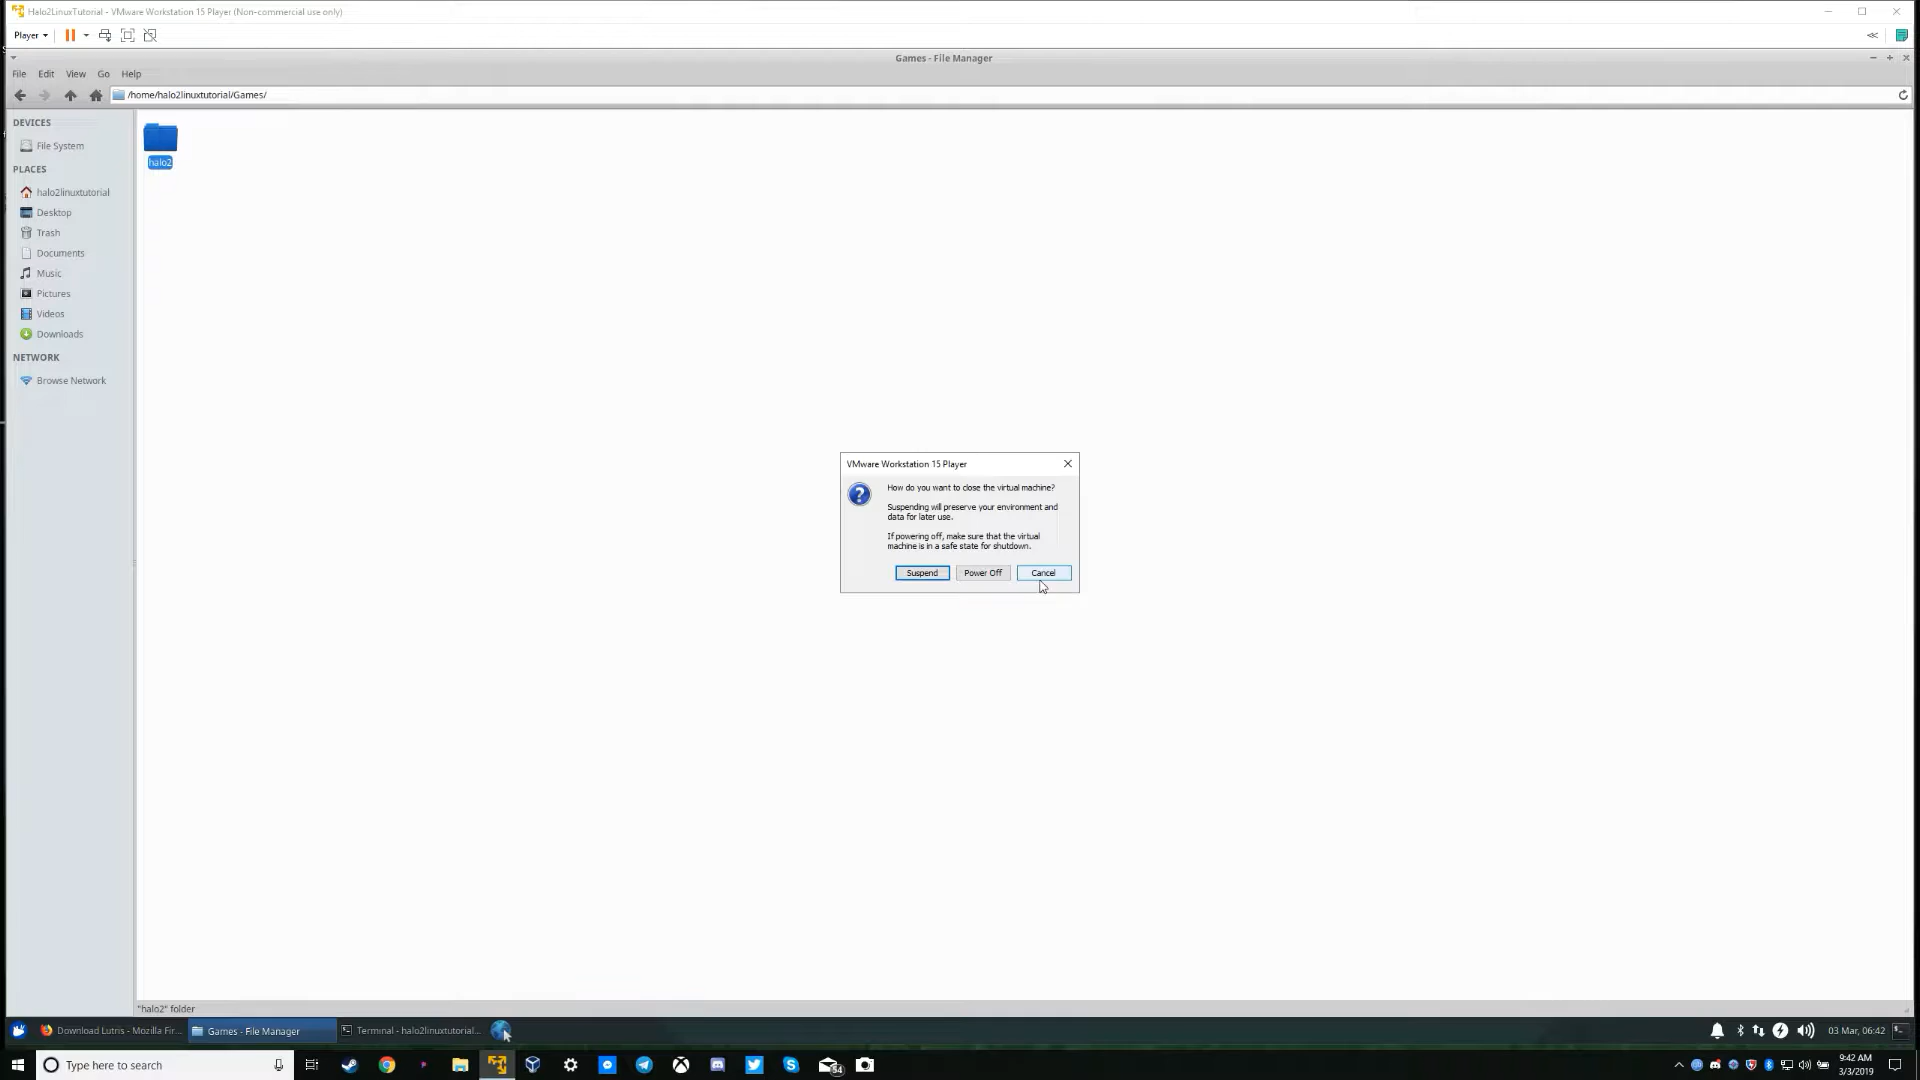 Halo2LinuxTutorial - VMware Workstation 15 Player (Non-commercial use only)
Player
Games - File Manager
File Edit View Go Help
/home/halo2linuxtutorial/Games/
DEVICES
File System
PLACES
halo2linuxtutorial
Desktop
Trash
Documents
Music
Pictures
Videos
Downloads
NETWORK
Browse Network
halo2
VMware Workstation 15 Player
How do you want to close the virtual machine?
Suspending will preserve your environment and
data for later use.
If powering off, make sure that the virtual
machine is in a safe state for shutdown.
Suspend Power Off Cancel
"halo2" folder
Download Lutris - Mozilla Fir... Games - File Manager Terminal - halo2linuxtutorial... 03 Mar, 06:42
Type here to search 54 9:42 AM
3/3/2019